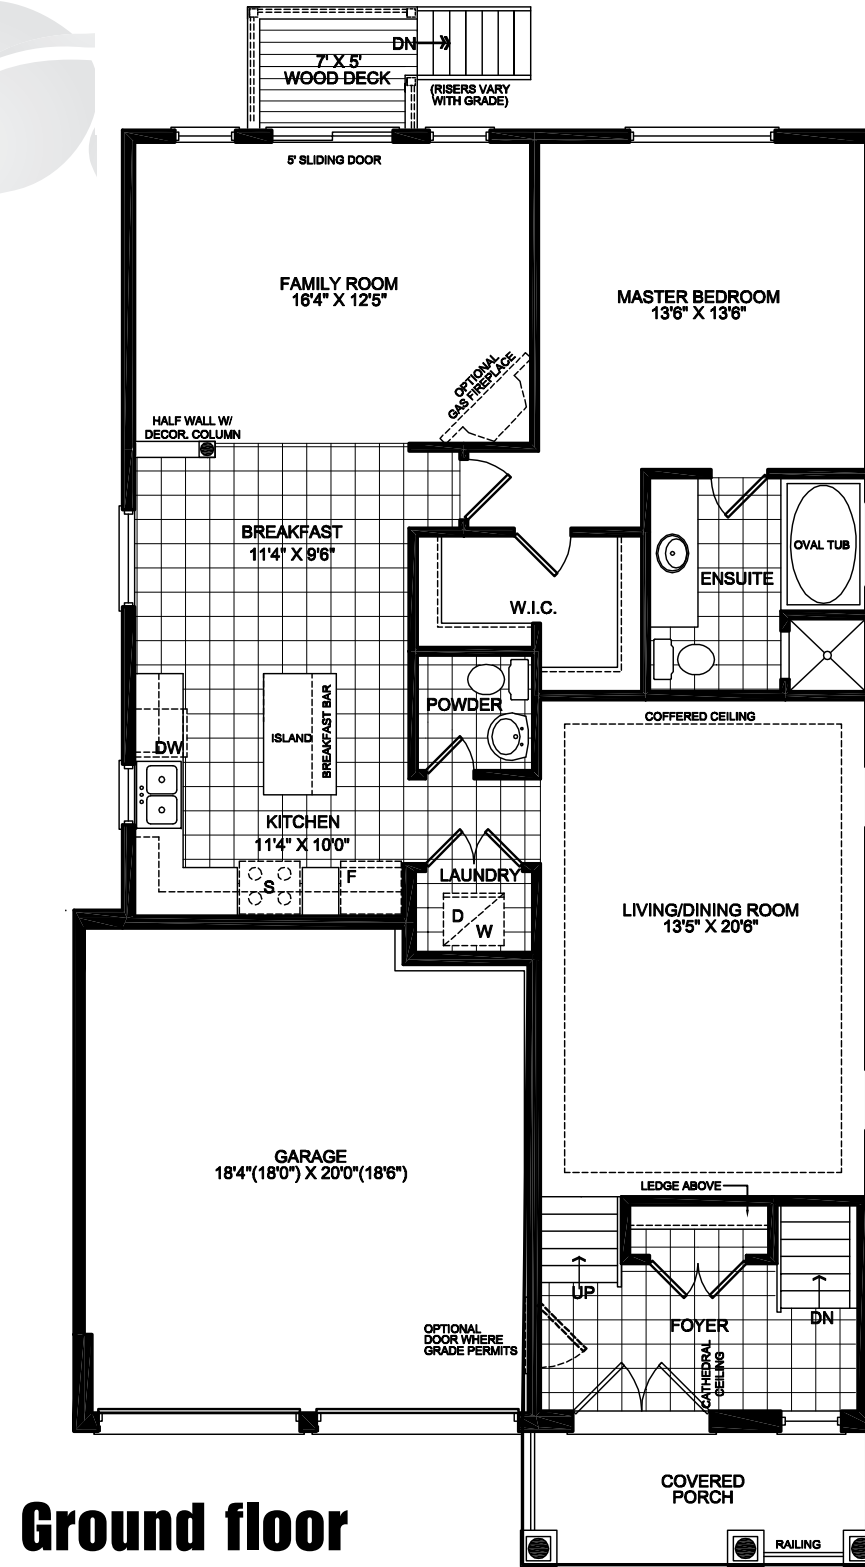 DN
7' X 5'
WOOD DECK
(RISERS VARY
WITH GRADE)
5' SLIDING DOOR
FAMILY ROOM
16'4" X 12'5"
MASTER BEDROOM
13'6" X 13'6"
OPTIONAL
GAS FIREPLACE
HALF WALL W/
DECOR. COLUMN
BREAKFAST
11'4" X 9'6"
OVAL TUB
ENSUITE
W.I.C.
POWDER
COFFERED CEILING
DW
ISLAND
BREAKFAST BAR
KITCHEN
11'4" X 10'0"
S
F
LAUNDRY
D
W
LIVING/DINING ROOM
13'5" X 20'6"
GARAGE
18'4"(18'0") X 20'0"(18'6")
LEDGE ABOVE
UP
DN
FOYER
CATHEDRAL
CEILING
OPTIONAL
DOOR WHERE
GRADE PERMITS
COVERED
PORCH
RAILING
Ground floor